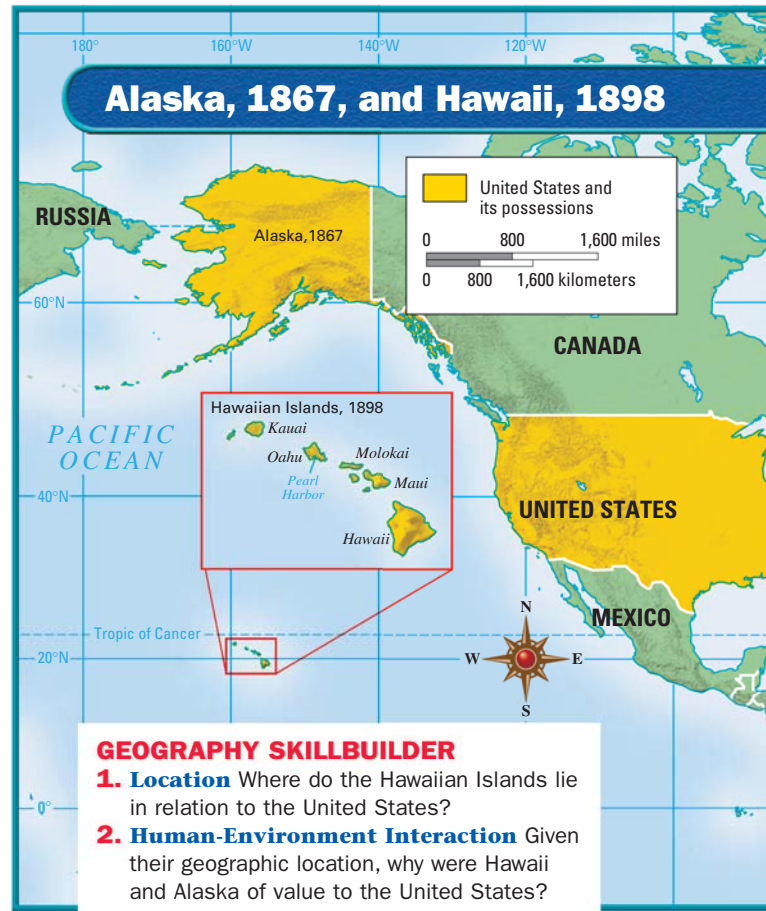 180°
160°W
140°W
120°W
Alaska, 1867, and Hawaii, 1898
United States and
its possessions
0 800 1,600 miles
0 800 1,600 kilometers
RUSSIA
Alaska,1867
60°N
CANADA
Hawaiian Islands, 1898
Kauai
Oahu
Molokai
Pearl
Harbor
Maui
Hawaii
PACIFIC
OCEAN
40°N
UNITED STATES
MEXICO
Tropic of Cancer
20°N
N
W E
S
0°
GEOGRAPHY SKILLBUILDER
1. Location Where do the Hawaiian Islands lie
in relation to the United States?
2. Human-Environment Interaction Given
their geographic location, why were Hawaii
and Alaska of value to the United States?